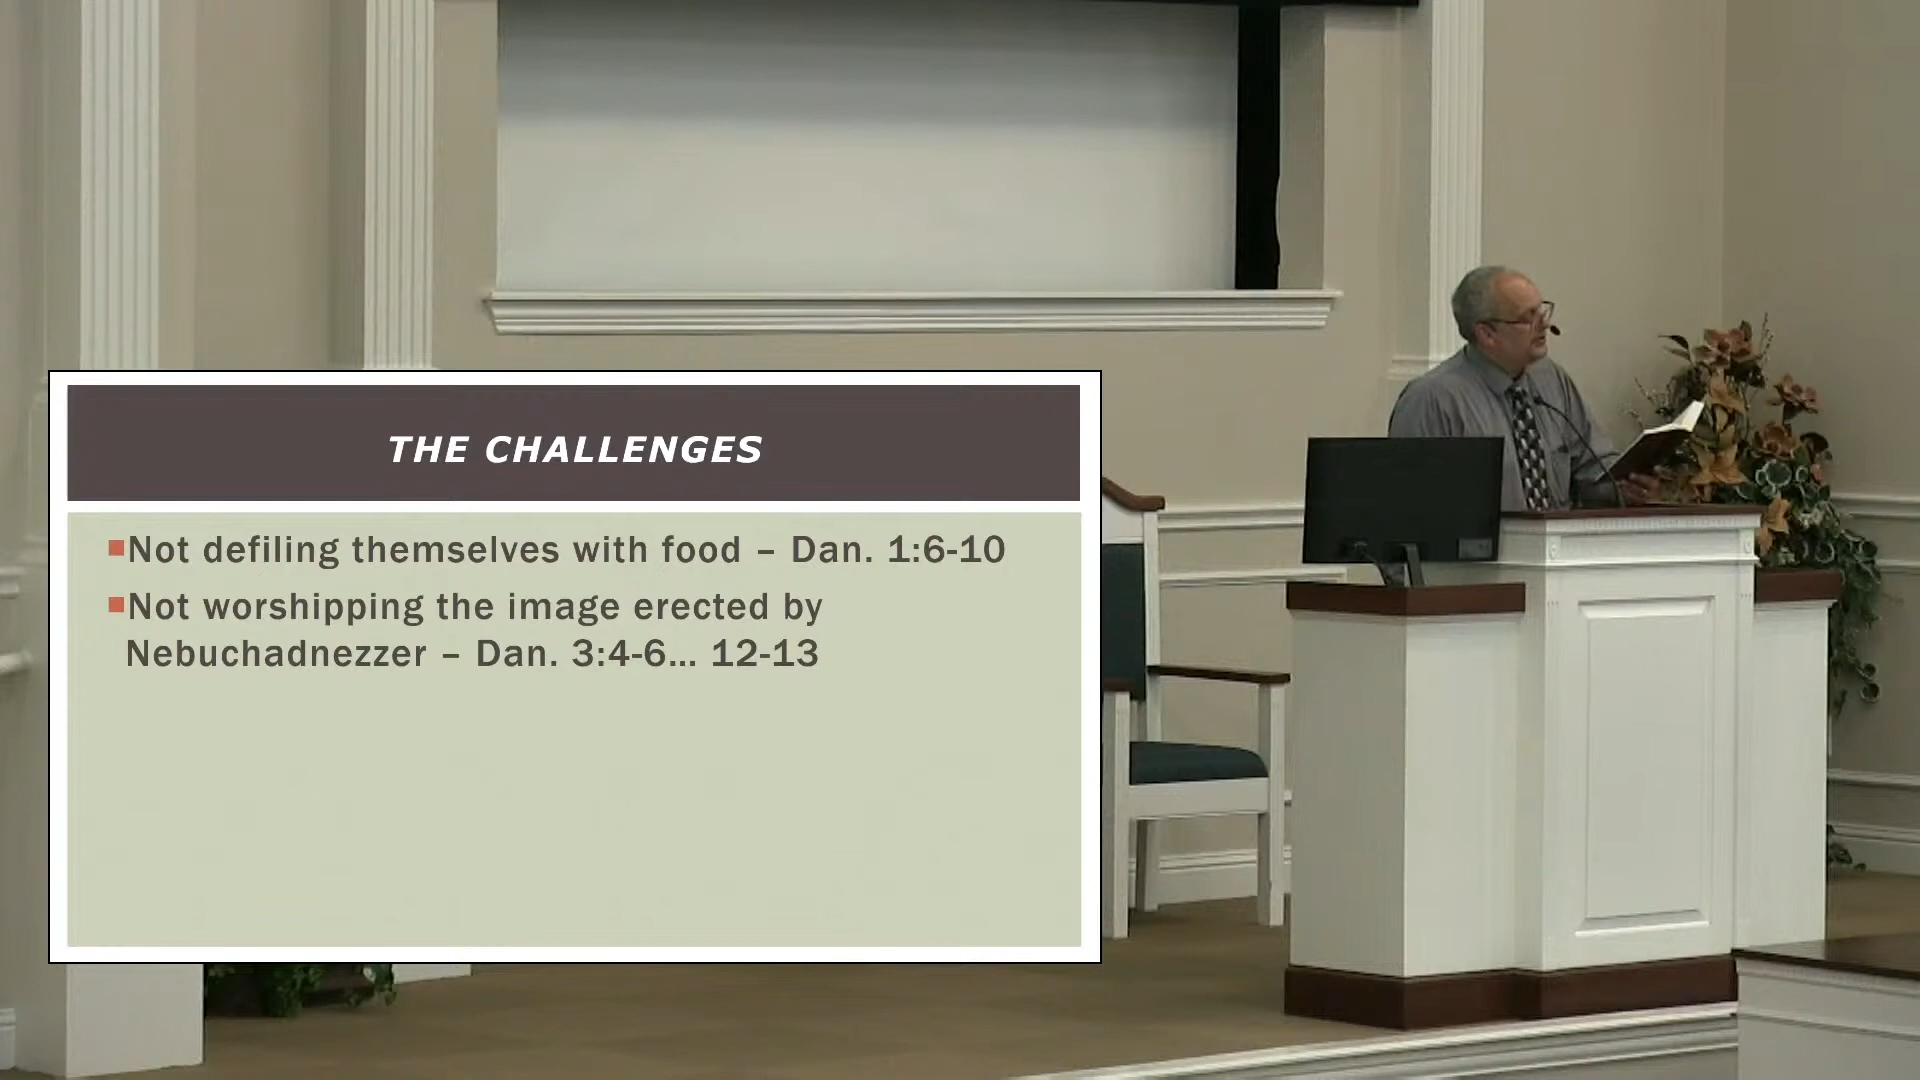 THE CHALLENGES
Not defiling themselves with food – Dan. 1:6-10
Not worshipping the image erected by
Nebuchadnezzer – Dan. 3:4-6... 12-13